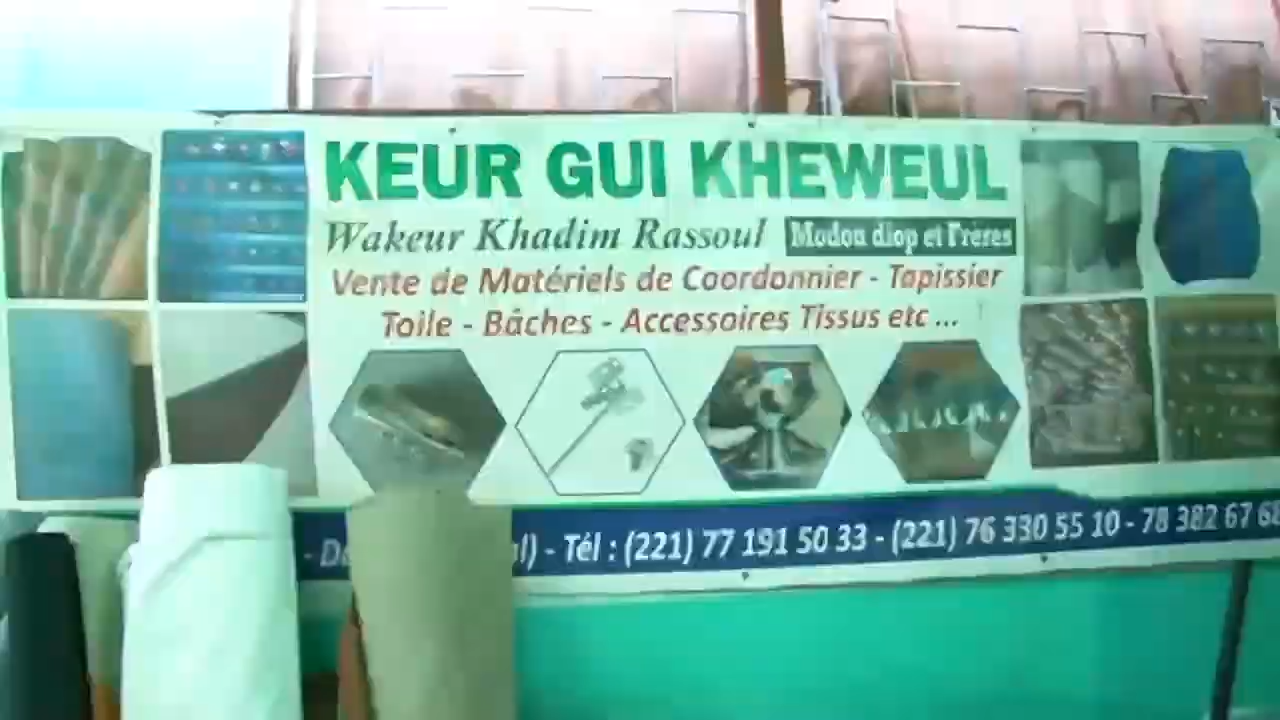 KEUR GUI KHEWEUL
Wakeur Khadim Rassoul Modou diop et Frères
Vente de Matériels de Coordonnier - Tapissier
Toile - Bâches - Accessoires Tissus etc ...
- Tél : (221) 77 191 50 33 - (221) 76 330 55 10 - 78 382 67